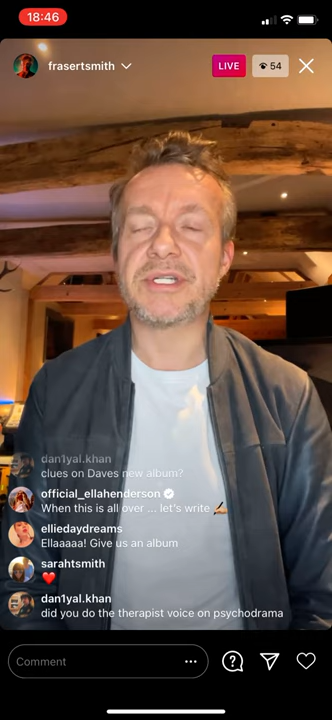 18:46
frasertsmith
LIVE
54
dan1yal.khan
clues on Daves new album?
official_ellahenderson
When this is all over ... let's write ✍🏼
elliedaydreams
Ellaaaaa! Give us an album
sarahtsmith
❤️
dan1yal.khan
did you do the therapist voice on psychodrama
Comment